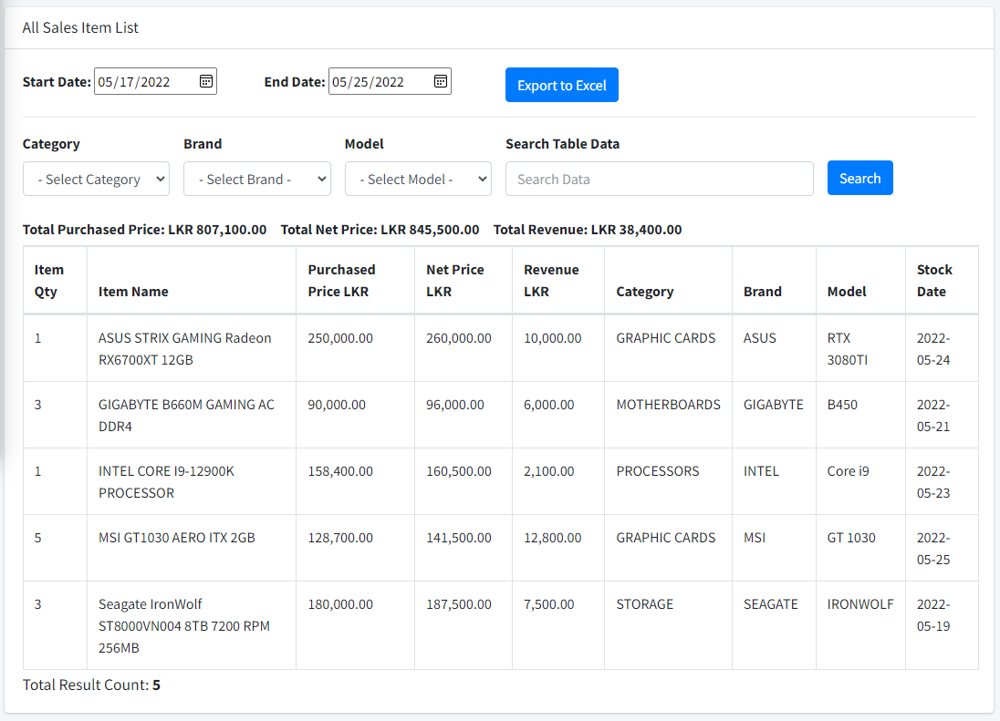 All Sales Item List
Start Date: 05/17/2022 End Date: 05/25/2022 Export to Excel
Category Brand Model Search Table Data
- Select Category - Select Brand - - Select Model - Search Data Search
Total Purchased Price: LKR 807,100.00 Total Net Price: LKR 845,500.00 Total Revenue: LKR 38,400.00
Item Purchased Net Price Revenue Stock
Qty Item Name Price LKR LKR LKR Category Brand Model Date
1 ASUS STRIX GAMING Radeon 250,000.00 260,000.00 10,000.00 GRAPHIC CARDS ASUS RTX 2022-
RX6700XT 12GB 3080TI 05-24
3 GIGABYTE B660M GAMING AC 90,000.00 96,000.00 6,000.00 MOTHERBOARDS GIGABYTE B450 2022-
DDR4 05-21
1 INTEL CORE I9-12900K 158,400.00 160,500.00 2,100.00 PROCESSORS INTEL Core i9 2022-
PROCESSOR 05-23
5 MSI GT1030 AERO ITX 2GB 128,700.00 141,500.00 12,800.00 GRAPHIC CARDS MSI GT 1030 2022-
05-25
3 Seagate IronWolf 180,000.00 187,500.00 7,500.00 STORAGE SEAGATE IRONWOLF 2022-
ST8000VN004 8TB 7200 RPM 05-19
256MB
Total Result Count: 5